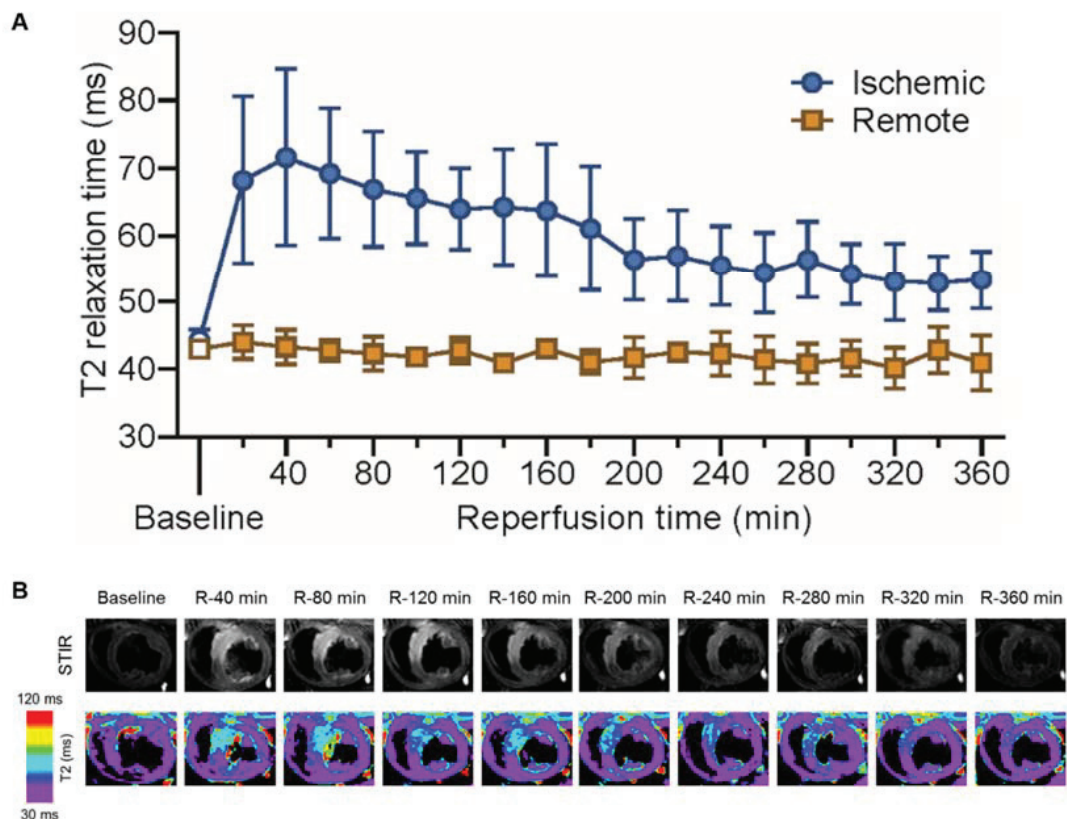 A
90
80
70
60
50
40
30
T2 relaxation time (ms)
Ischemic
Remote
40 80 120 160 200 240 280 320 360
Baseline Reperfusion time (min)
B
Baseline R-40 min R-80 min R-120 min R-160 min R-200 min R-240 min R-280 min R-320 min R-360 min
STIR
120 ms
T2 (ms)
30 ms